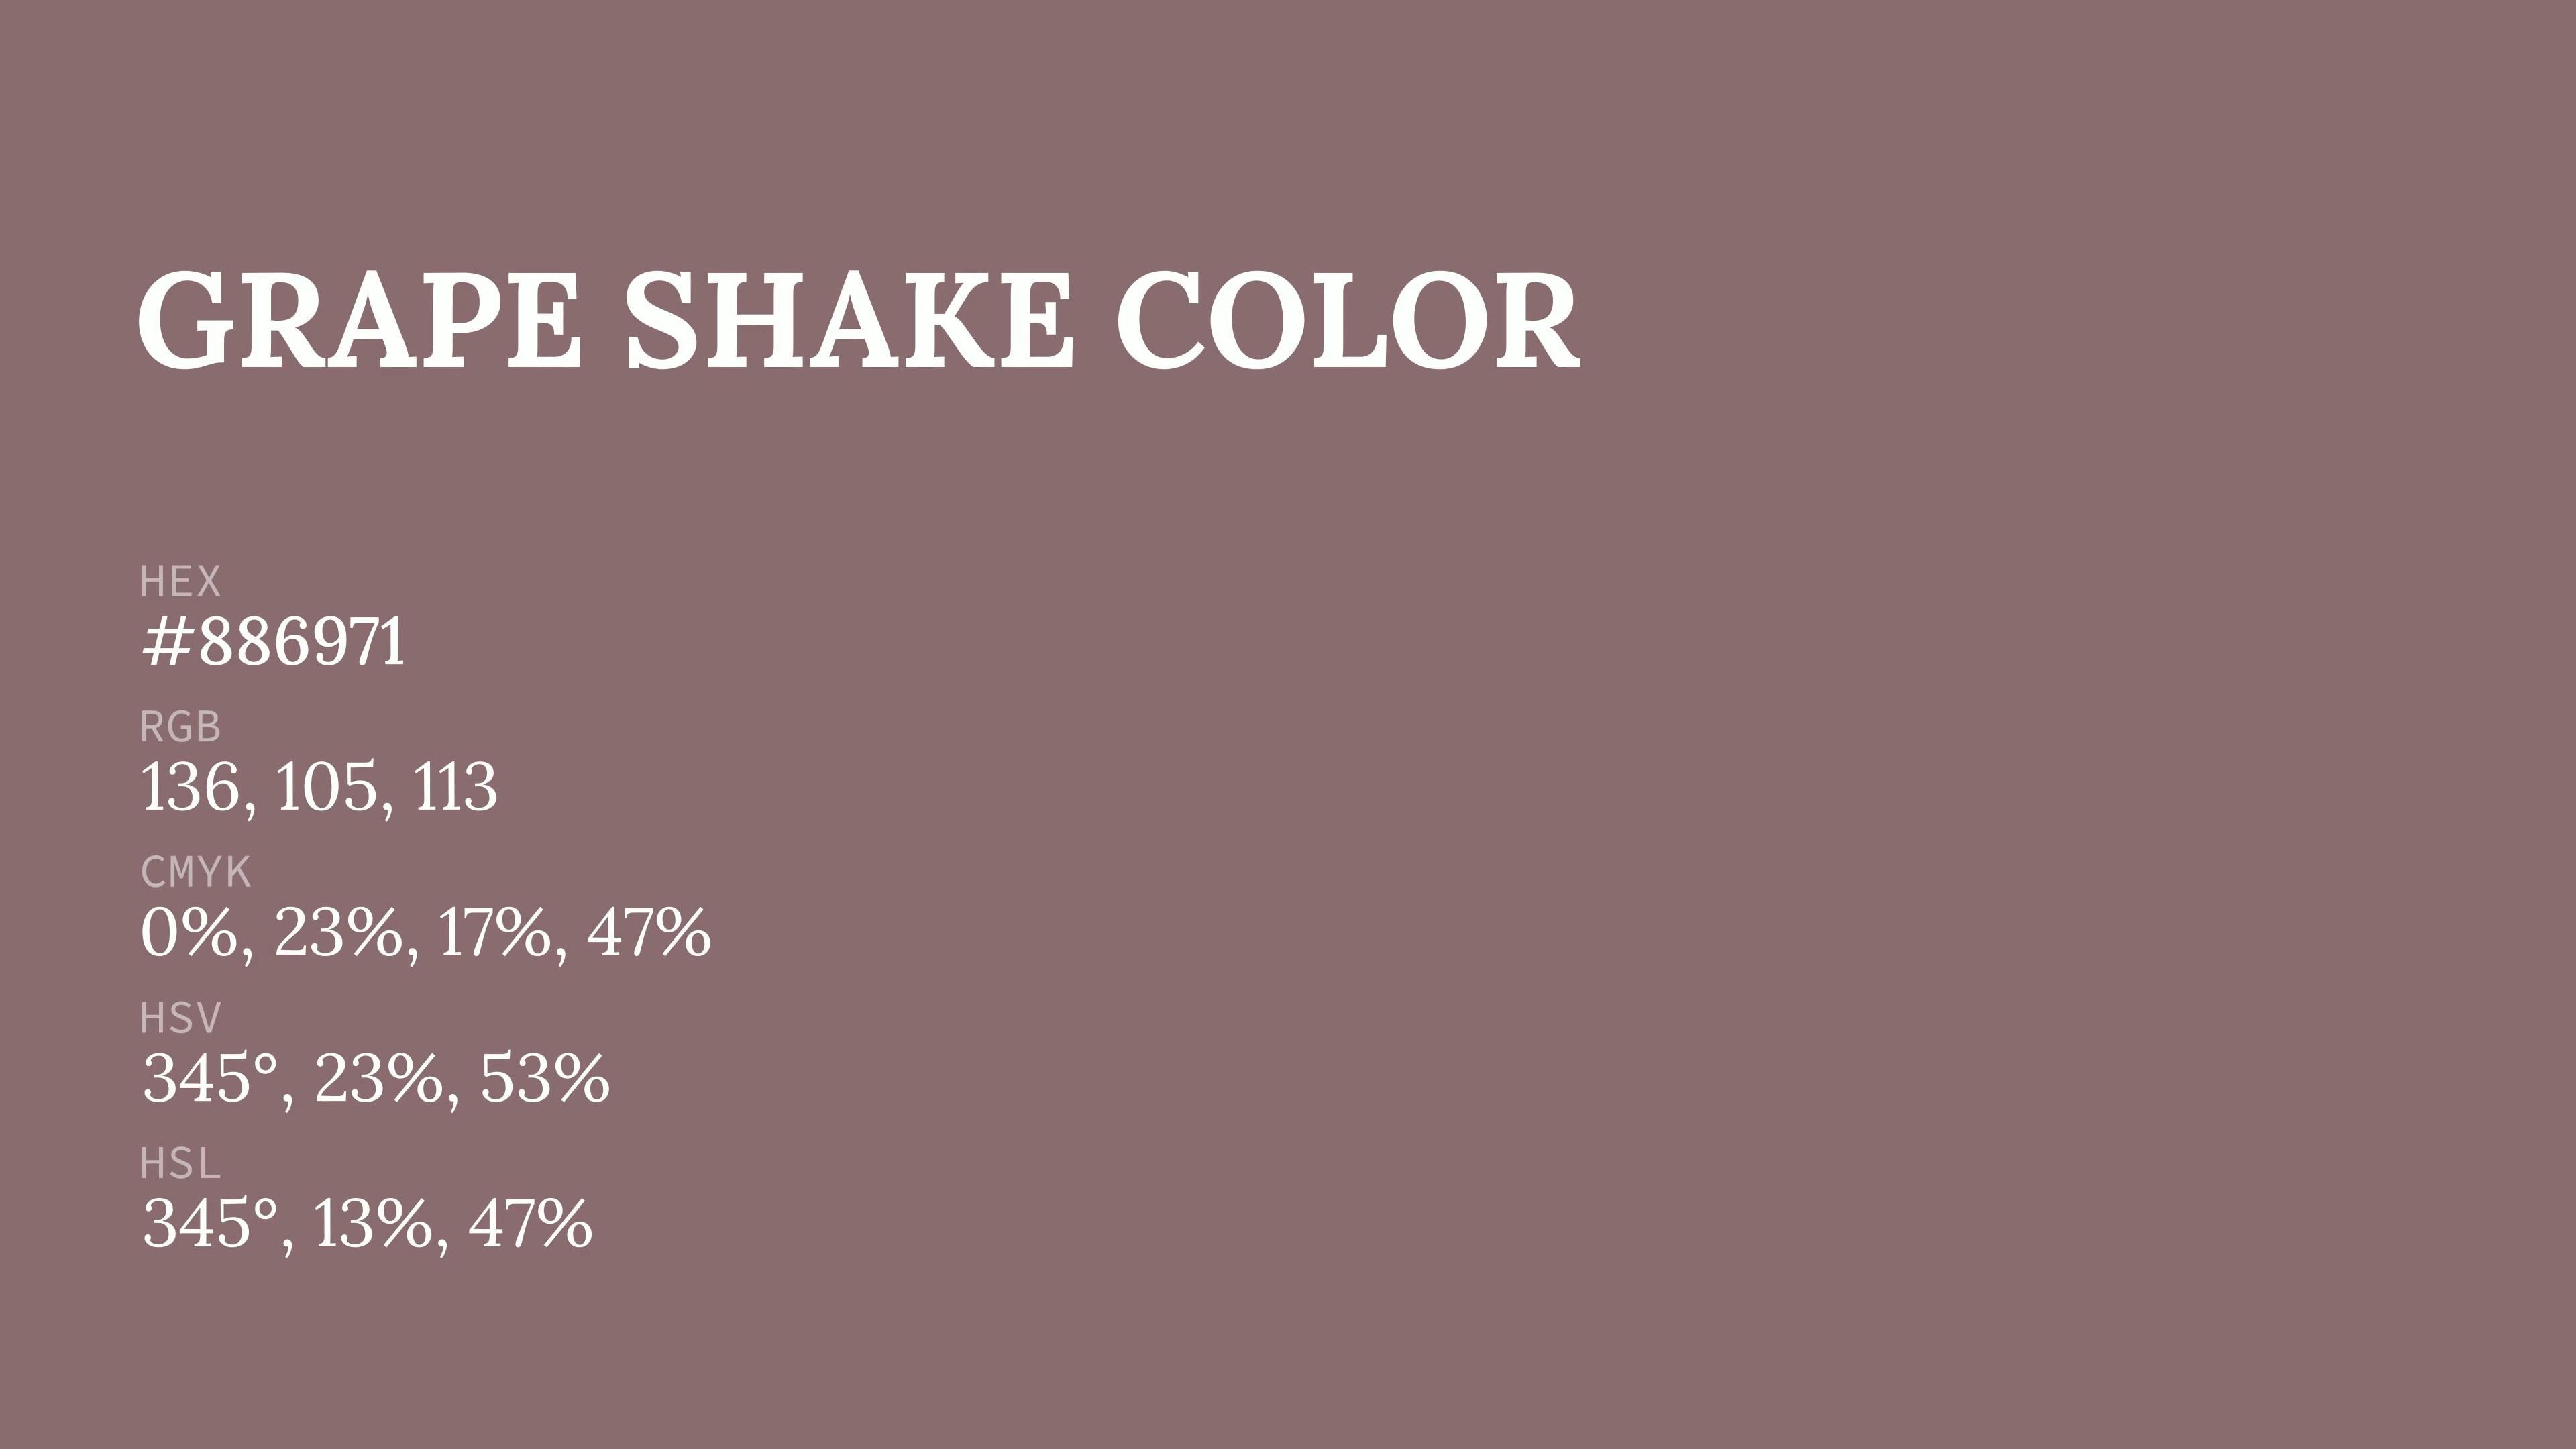 GRAPE SHAKE COLOR
HEX
#886971
RGB
136, 105, 113
CMYK
0%, 23%, 17%, 47%
HSV
345°, 23%, 53%
HSL
345°, 13%, 47%